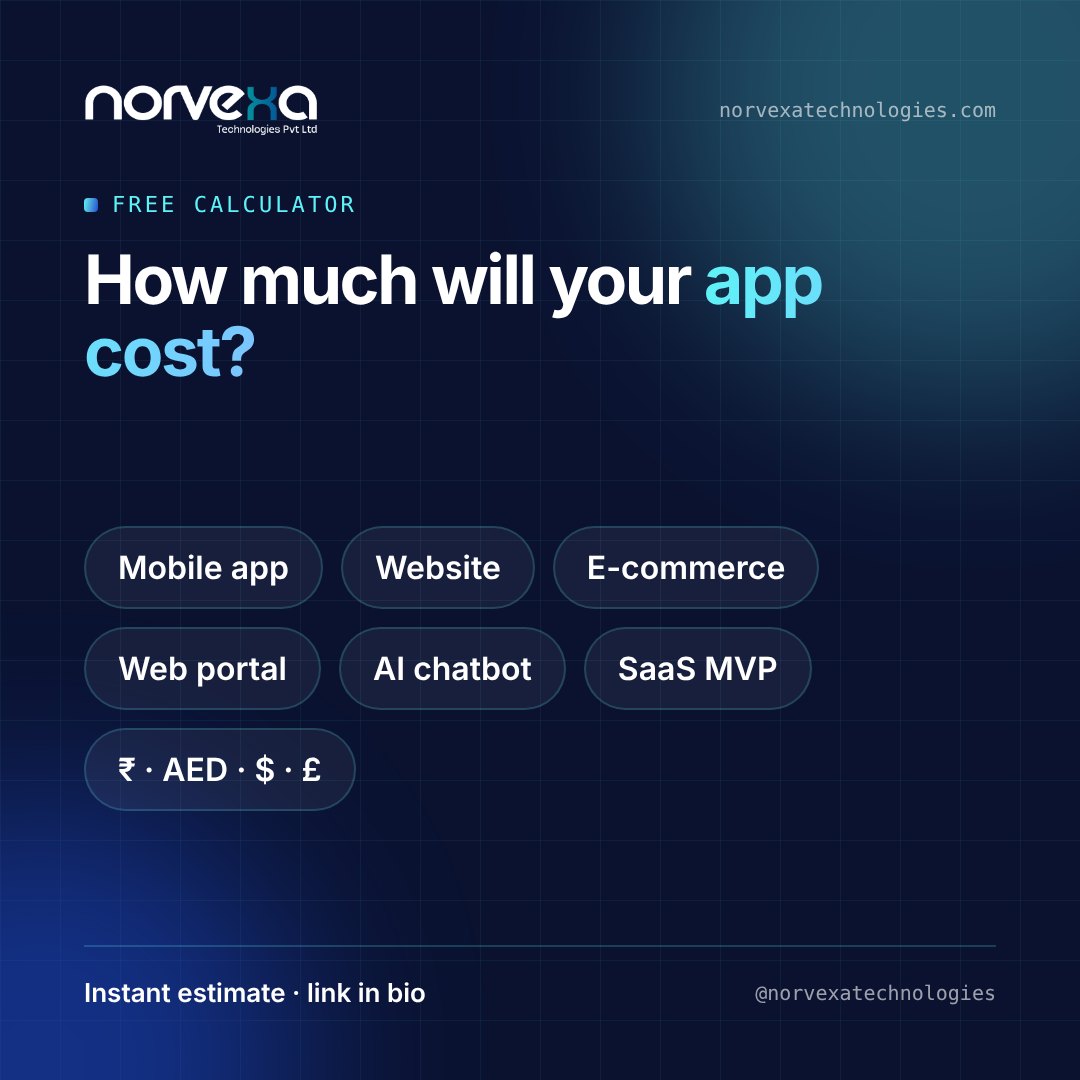 norvexa
Technologies Pvt Ltd
norvexatechnologies.com
FREE CALCULATOR
How much will your app
cost?
Mobile app
Website
E-commerce
Web portal
AI chatbot
SaaS MVP
₹ · AED · $ · £
Instant estimate · link in bio
@norvexatechnologies